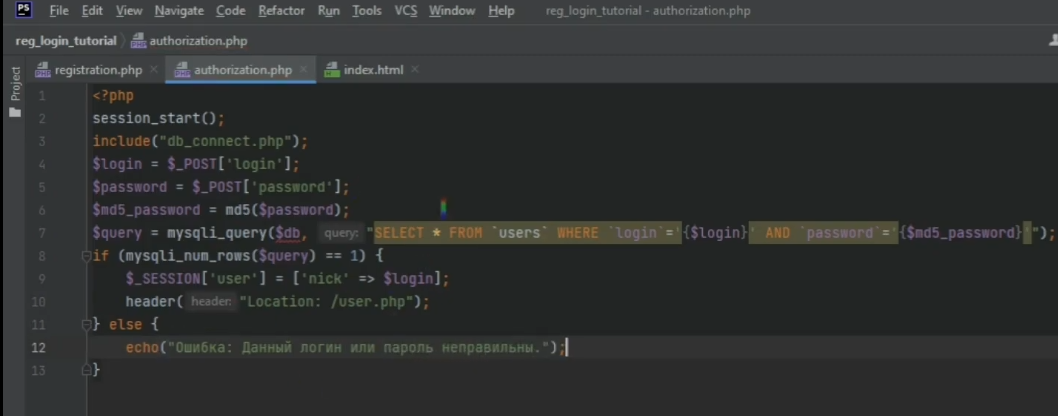 PS File Edit View Navigate Code Refactor Run Tools VCS Window Help reg_login_tutorial - authorization.php
reg_login_tutorial authorization.php
registration.php authorization.php index.html
Project
1 <?php
2 session_start();
3 include("db_connect.php");
4 $login = $_POST['login'];
5 $password = $_POST['password'];
6 $md5_password = md5($password);
7 $query = mysqli_query($db, query: "SELECT * FROM `users` WHERE `login`='{$login}' AND `password`='{$md5_password}'");
8 if (mysqli_num_rows($query) == 1) {
9 $_SESSION['user'] = ['nick' => $login];
10 header( header: "Location: /user.php");
11 } else {
12 echo("Ошибка: Данный логин или пароль неправильны.");
13 }